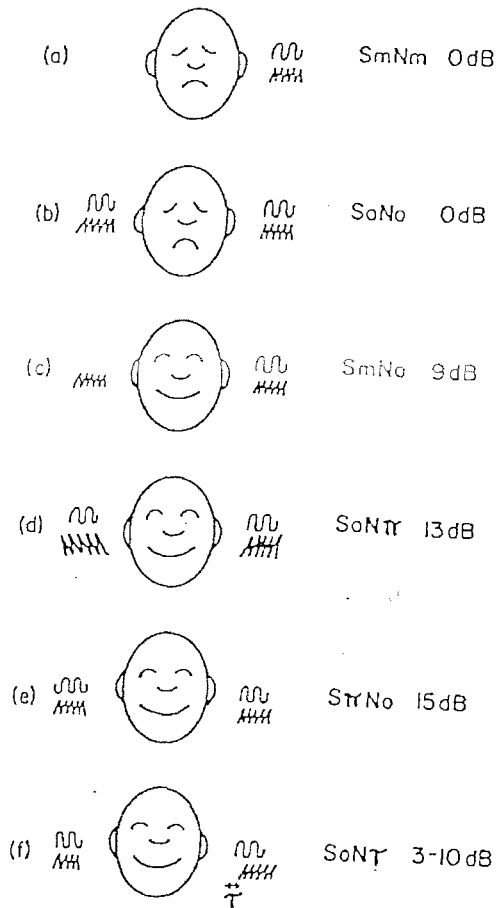 (a) SmNm 0dB
(b) SoNo 0dB
(c) SmNo 9dB
(d) SoNπ 13dB
(e) SπNo 15dB
(f) SoNτ 3-10dB
τ